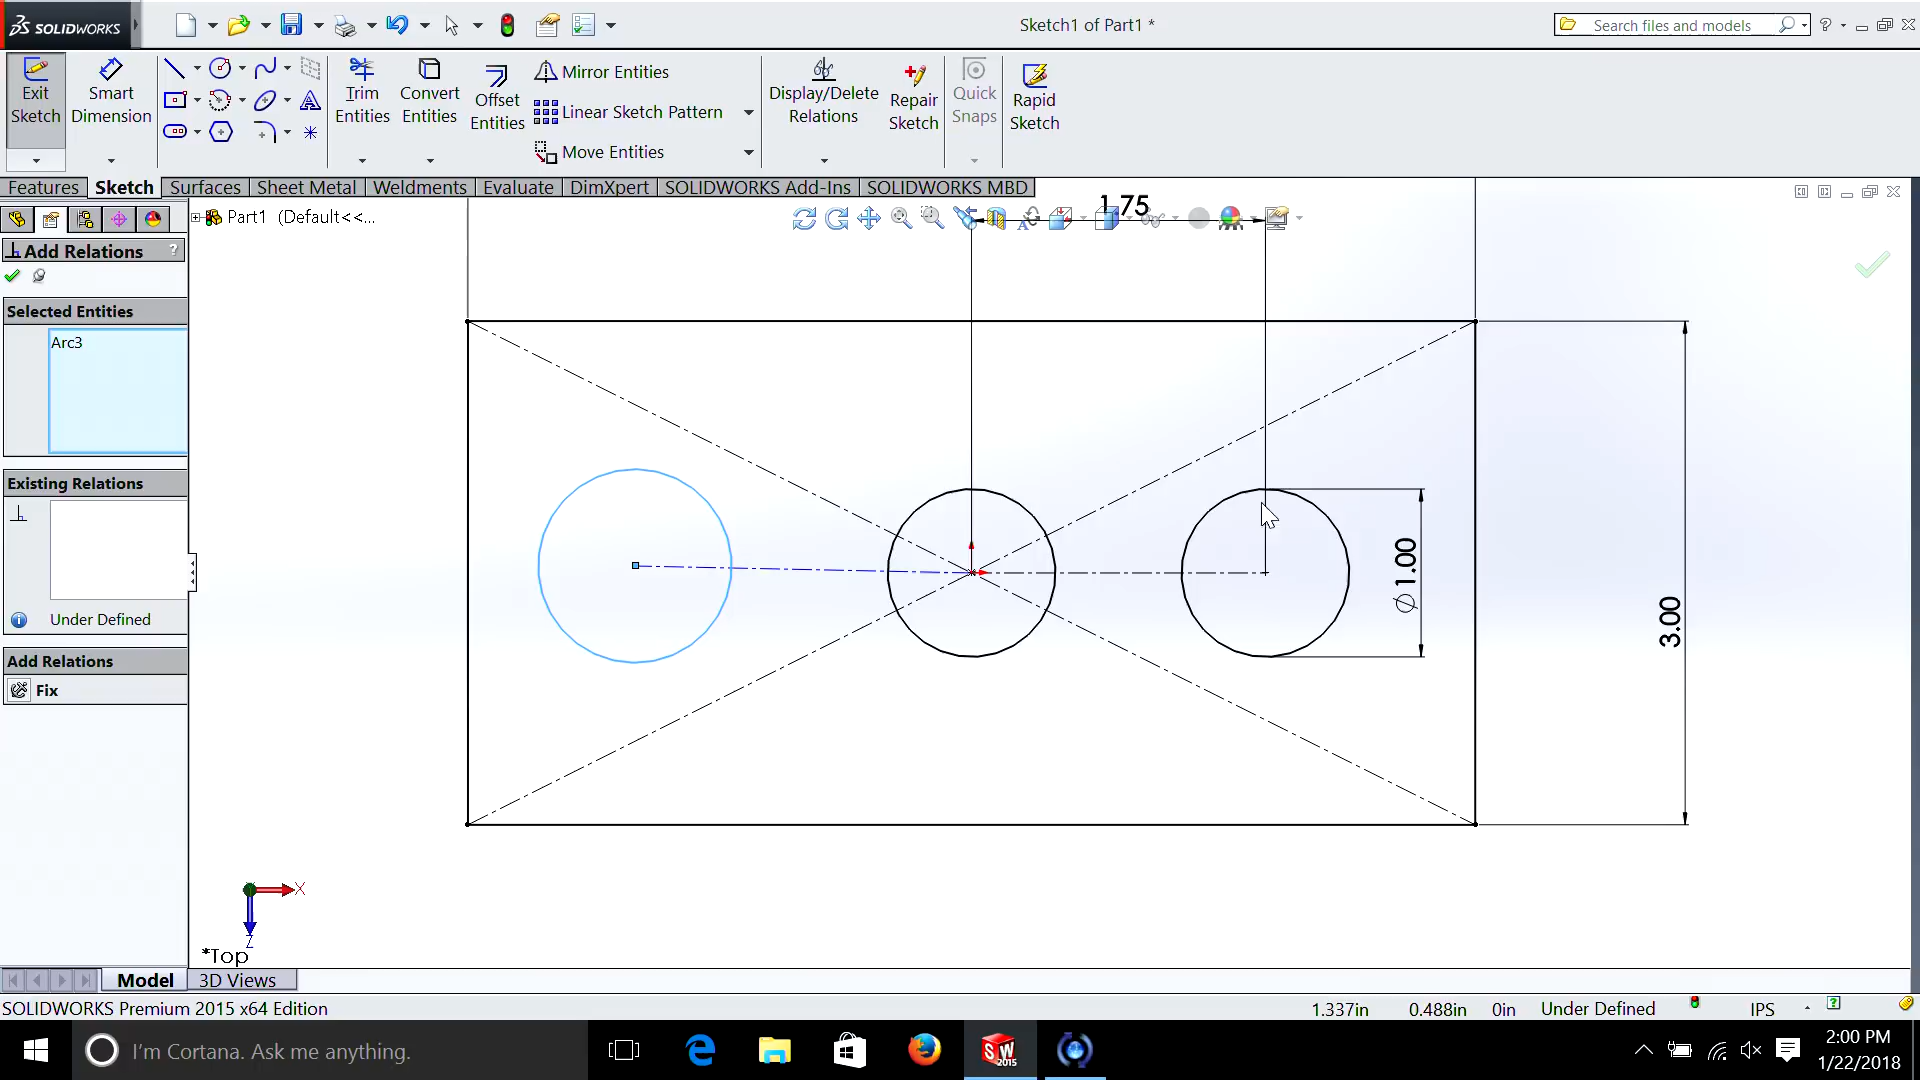 SOLIDWORKS
Sketch1 of Part1 *
Search files and models
?
Exit Sketch
Smart Dimension
Trim Entities
Convert Entities
Offset Entities
Mirror Entities
Linear Sketch Pattern
Move Entities
Display/Delete Relations
Repair Sketch
Quick Snaps
Rapid Sketch
Features
Sketch
Surfaces
Sheet Metal
Weldments
Evaluate
DimXpert
SOLIDWORKS Add-Ins
SOLIDWORKS MBD
Part1 (Default<<...
1.75
Add Relations
?
Selected Entities
Arc3
Existing Relations
Under Defined
Add Relations
Fix
∅ 1.00
3.00
X
Z
*Top
Model
3D Views
SOLIDWORKS Premium 2015 x64 Edition
1.337in
0.488in
0in
Under Defined
IPS
I'm Cortana. Ask me anything.
SW
2015
2:00 PM
1/22/2018